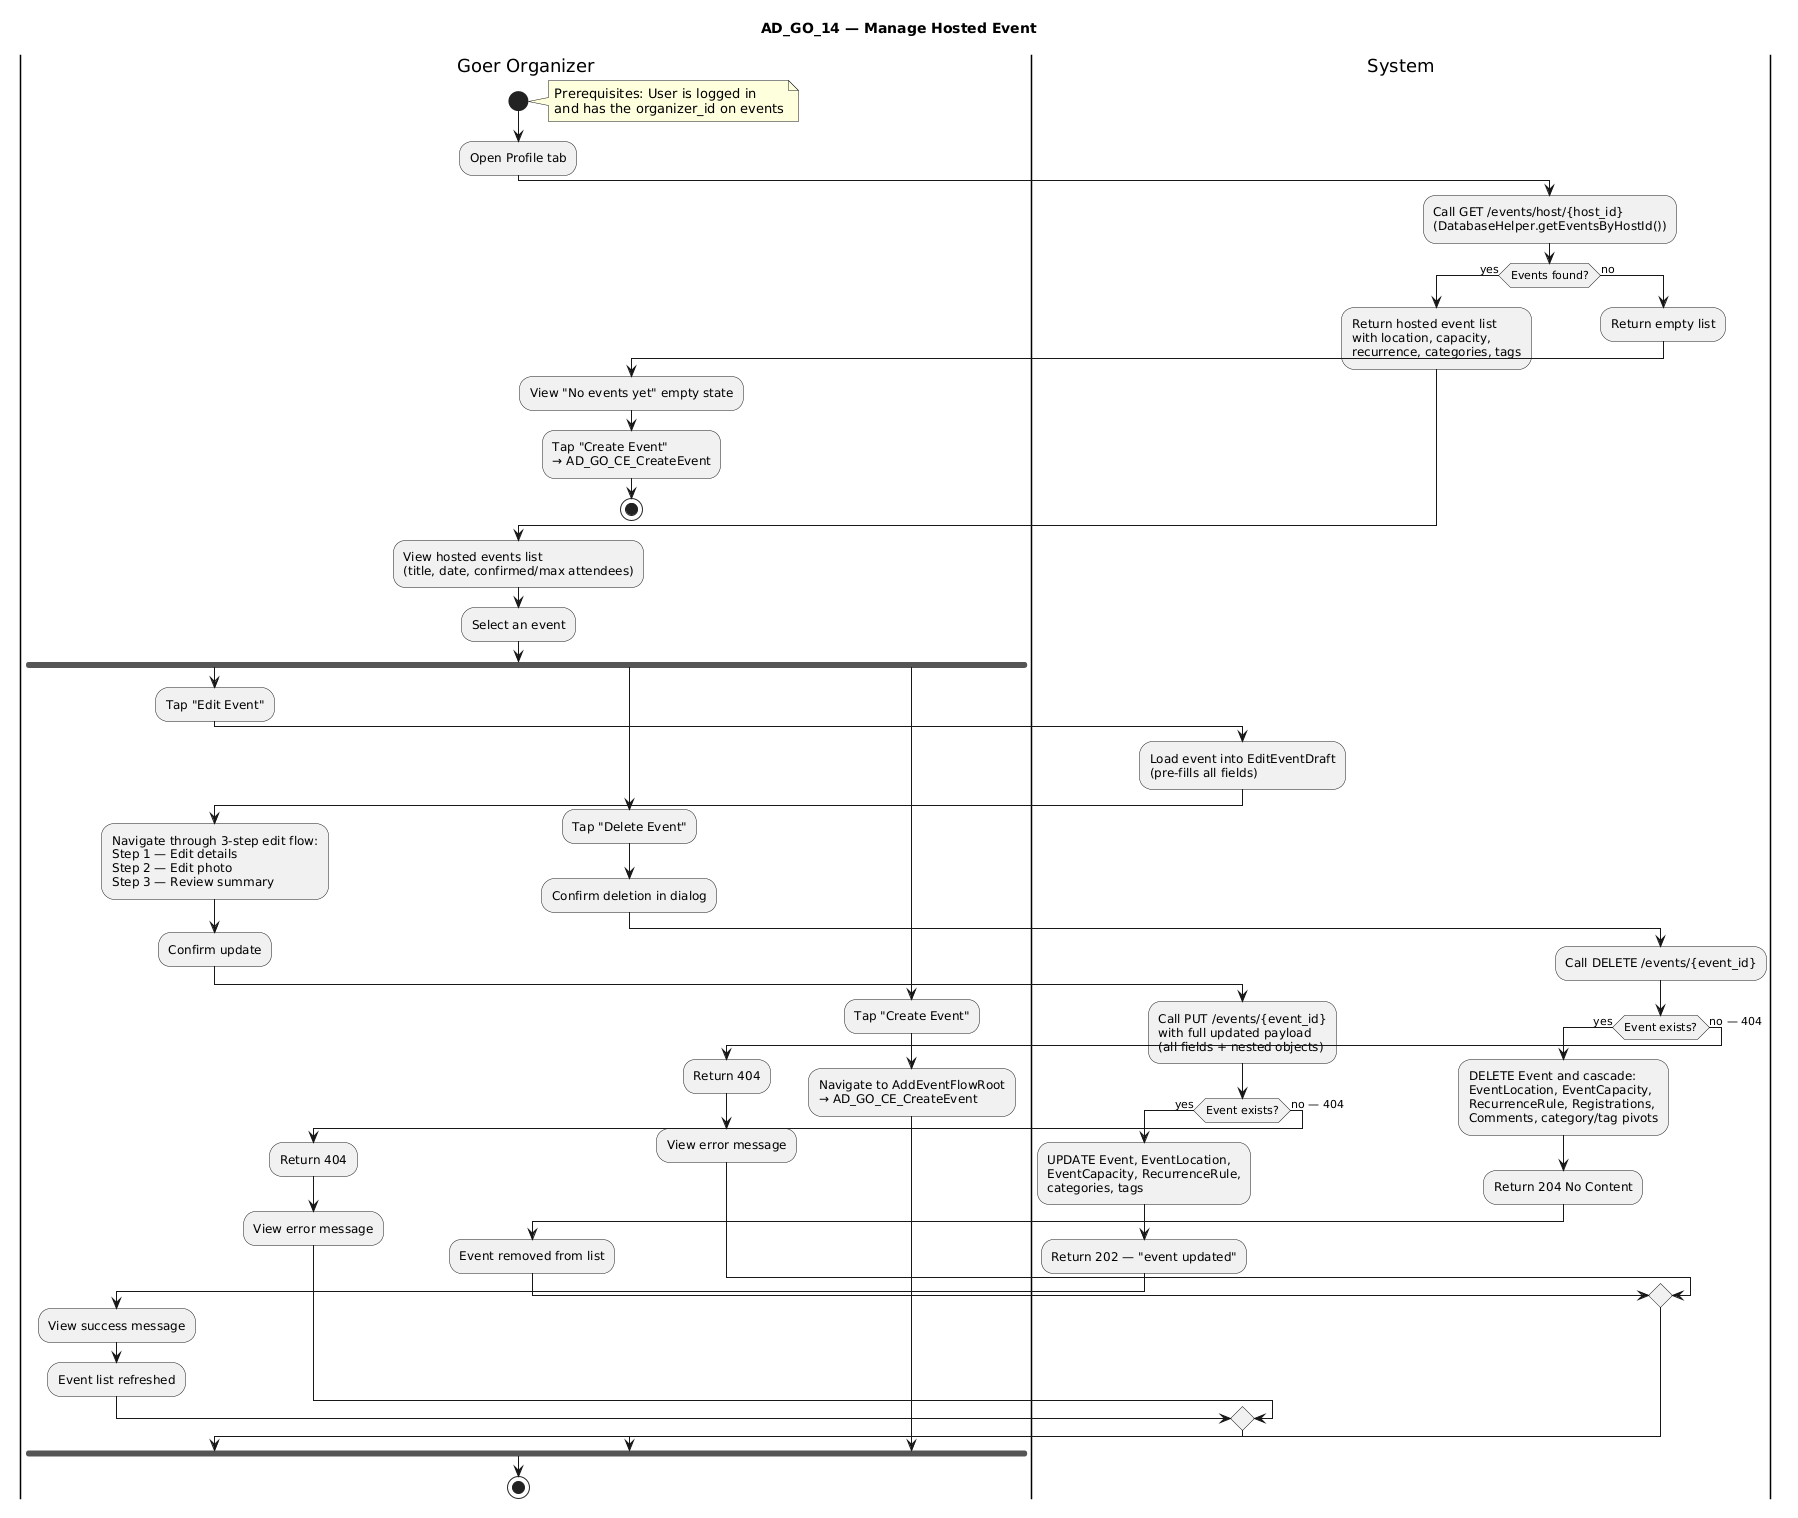 AD_GO_14 — Manage Hosted Event
Goer Organizer
System
Prerequisites: User is logged in
and has the organizer_id on events
Open Profile tab
Call GET /events/host/{host_id}
(DatabaseHelper.getEventsByHostId())
yes
Events found?
no
Return hosted event list
with location, capacity,
recurrence, categories, tags
Return empty list
View "No events yet" empty state
Tap "Create Event"
→ AD_GO_CE_CreateEvent
View hosted events list
(title, date, confirmed/max attendees)
Select an event
Tap "Edit Event"
Load event into EditEventDraft
(pre-fills all fields)
Navigate through 3-step edit flow:
Step 1 — Edit details
Step 2 — Edit photo
Step 3 — Review summary
Tap "Delete Event"
Confirm deletion in dialog
Confirm update
Call DELETE /events/{event_id}
Tap "Create Event"
Call PUT /events/{event_id}
with full updated payload
(all fields + nested objects)
yes
Event exists?
no — 404
Return 404
Navigate to AddEventFlowRoot
→ AD_GO_CE_CreateEvent
DELETE Event and cascade:
EventLocation, EventCapacity,
RecurrenceRule, Registrations,
Comments, category/tag pivots
yes
Event exists?
no — 404
View error message
Return 404
UPDATE Event, EventLocation,
EventCapacity, RecurrenceRule,
categories, tags
Return 204 No Content
View error message
Event removed from list
Return 202 — "event updated"
View success message
Event list refreshed